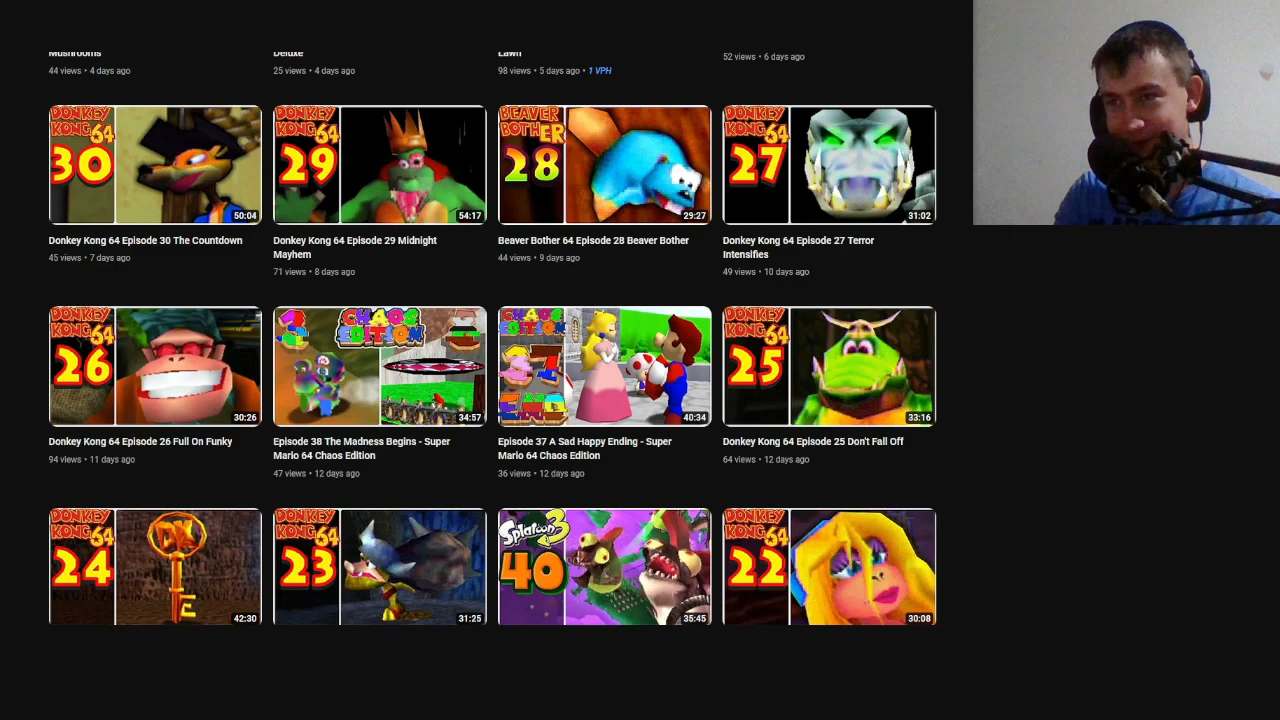 Mushrooms
Deluxe
Lawn
44 views • 4 days ago
25 views • 4 days ago
98 views • 5 days ago • 1 VPH
52 views • 6 days ago
DONKEY
KONG 64
30
50:04
DONKEY
KONG 64
29
54:17
BEAVER
BOTHER
28
29:27
DONKEY
KONG 64
27
31:02
Donkey Kong 64 Episode 30 The Countdown
45 views • 7 days ago
Donkey Kong 64 Episode 29 Midnight
Mayhem
71 views • 8 days ago
Beaver Bother 64 Episode 28 Beaver Bother
44 views • 9 days ago
Donkey Kong 64 Episode 27 Terror
Intensifies
49 views • 10 days ago
DONKEY
KONG 64
26
30:26
CHAOS
EDITION
34:57
CHAOS
EDITION
40:34
DONKEY
KONG 64
25
33:16
Donkey Kong 64 Episode 26 Full On Funky
94 views • 11 days ago
Episode 38 The Madness Begins - Super
Mario 64 Chaos Edition
47 views • 12 days ago
Episode 37 A Sad Happy Ending - Super
Mario 64 Chaos Edition
36 views • 12 days ago
Donkey Kong 64 Episode 25 Don't Fall Off
64 views • 12 days ago
DONKEY
KONG 64
24
DK
42:30
DONKEY
KONG 64
23
31:25
Splatoon 3
40
35:45
DONKEY
KONG 64
22
30:08